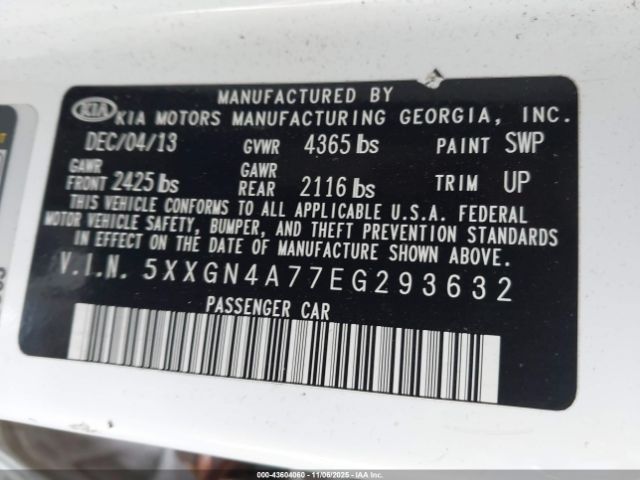 MANUFACTURED BY
KIA KIA MOTORS MANUFACTURING GEORGIA, INC.
DEC/04/13 GVWR 4365 lbs PAINT SWP
GAWR FRONT 2425 lbs GAWR REAR 2116 lbs TRIM UP
THIS VEHICLE CONFORMS TO ALL APPLICABLE U.S.A. FEDERAL
MOTOR VEHICLE SAFETY, BUMPER, AND THEFT PREVENTION STANDARDS
IN EFFECT ON THE DATE OF MANUFACTURE SHOWN ABOVE.
V.I.N. 5XXGN4A77EG293632
PASSENGER CAR
000-43604060 - 11/06/2025 - IAA Inc.